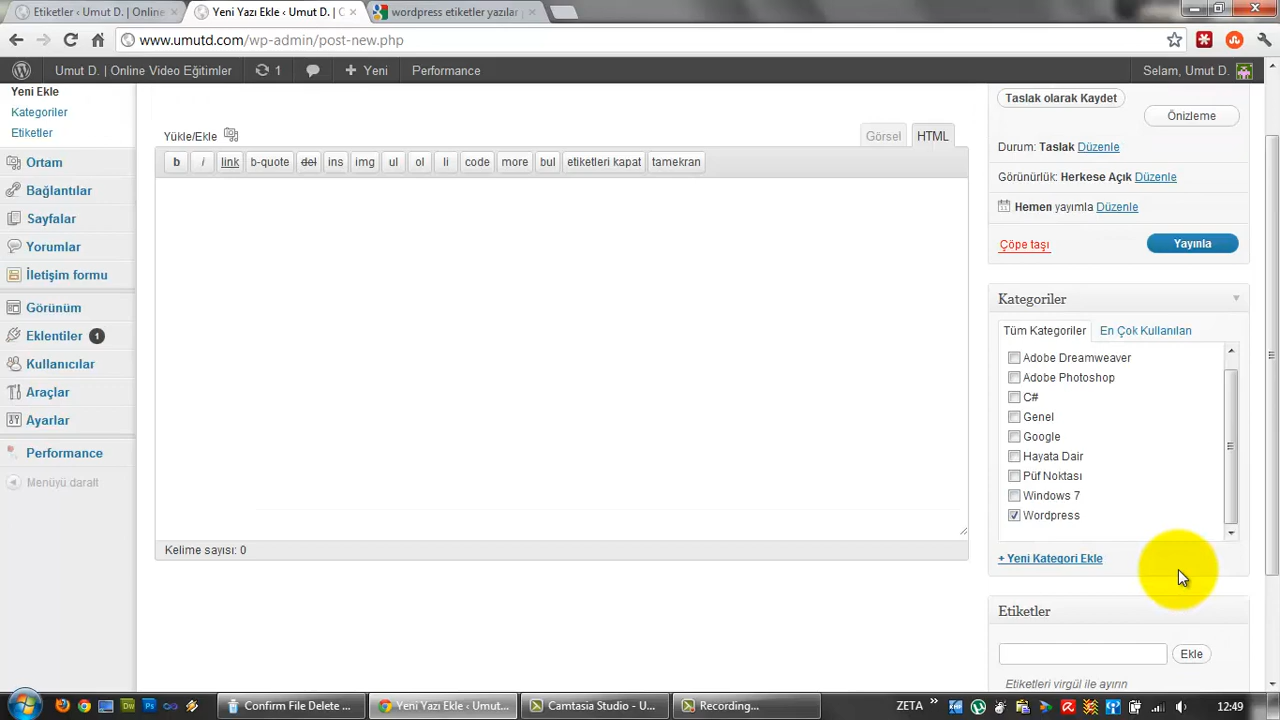 Etiketler ‹ Umut D. | Online
Yeni Yazı Ekle ‹ Umut D. | C
wordpress etiketler yazılar
www.umutd.com/wp-admin/post-new.php
Umut D. | Online Video Eğitimler
1
Yeni
Performance
Selam, Umut D.
Yeni Ekle
Kategoriler
Etiketler
Ortam
Bağlantılar
Sayfalar
Yorumlar
İletişim formu
Görünüm
Eklentiler 1
Kullanıcılar
Araçlar
Ayarlar
Performance
Menüyü daralt
Yükle/Ekle
Görsel
HTML
b i link b-quote del ins img ul ol li code more bul etiketleri kapat tamekran
Kelime sayısı: 0
Taslak olarak Kaydet
Önizleme
Durum: Taslak Düzenle
Görünürlük: Herkese Açık Düzenle
Hemen yayımla Düzenle
Çöpe taşı
Yayınla
Kategoriler
Tüm Kategoriler
En Çok Kullanılan
Adobe Dreamweaver
Adobe Photoshop
C#
Genel
Google
Hayata Dair
Püf Noktası
Windows 7
Wordpress
+ Yeni Kategori Ekle
Etiketler
Ekle
Etiketleri virgül ile ayırın
Confirm File Delete ...
Yeni Yazı Ekle ‹ Umut...
Camtasia Studio - U...
Recording...
ZETA
12:49